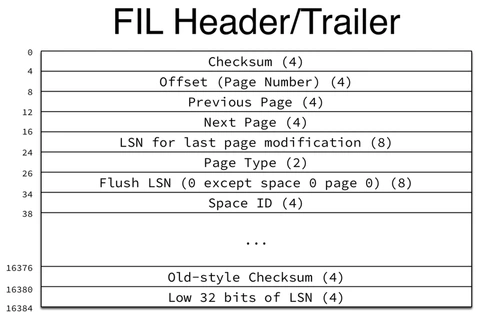 FIL Header/Trailer
0
Checksum (4)
4
Offset (Page Number) (4)
8
Previous Page (4)
12
Next Page (4)
16
LSN for last page modification (8)
24
Page Type (2)
26
Flush LSN (0 except space 0 page 0) (8)
34
Space ID (4)
38
...
16376
Old-style Checksum (4)
16380
Low 32 bits of LSN (4)
16384